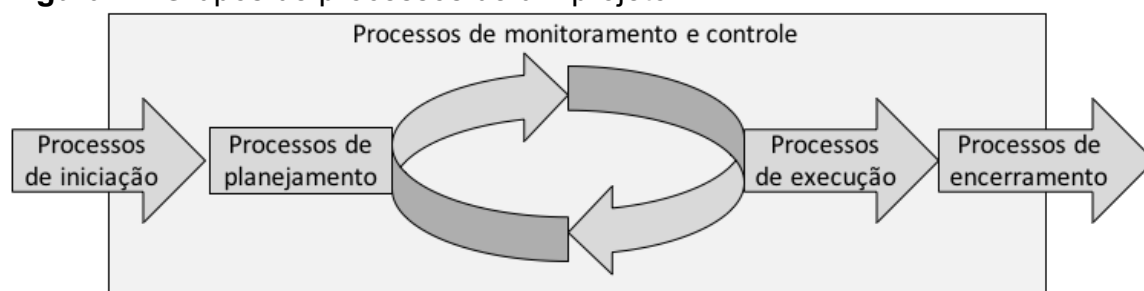 Processos de monitoramento e controle
Processos
de iniciação
Processos de
planejamento
Processos
de execução
Processos de
encerramento